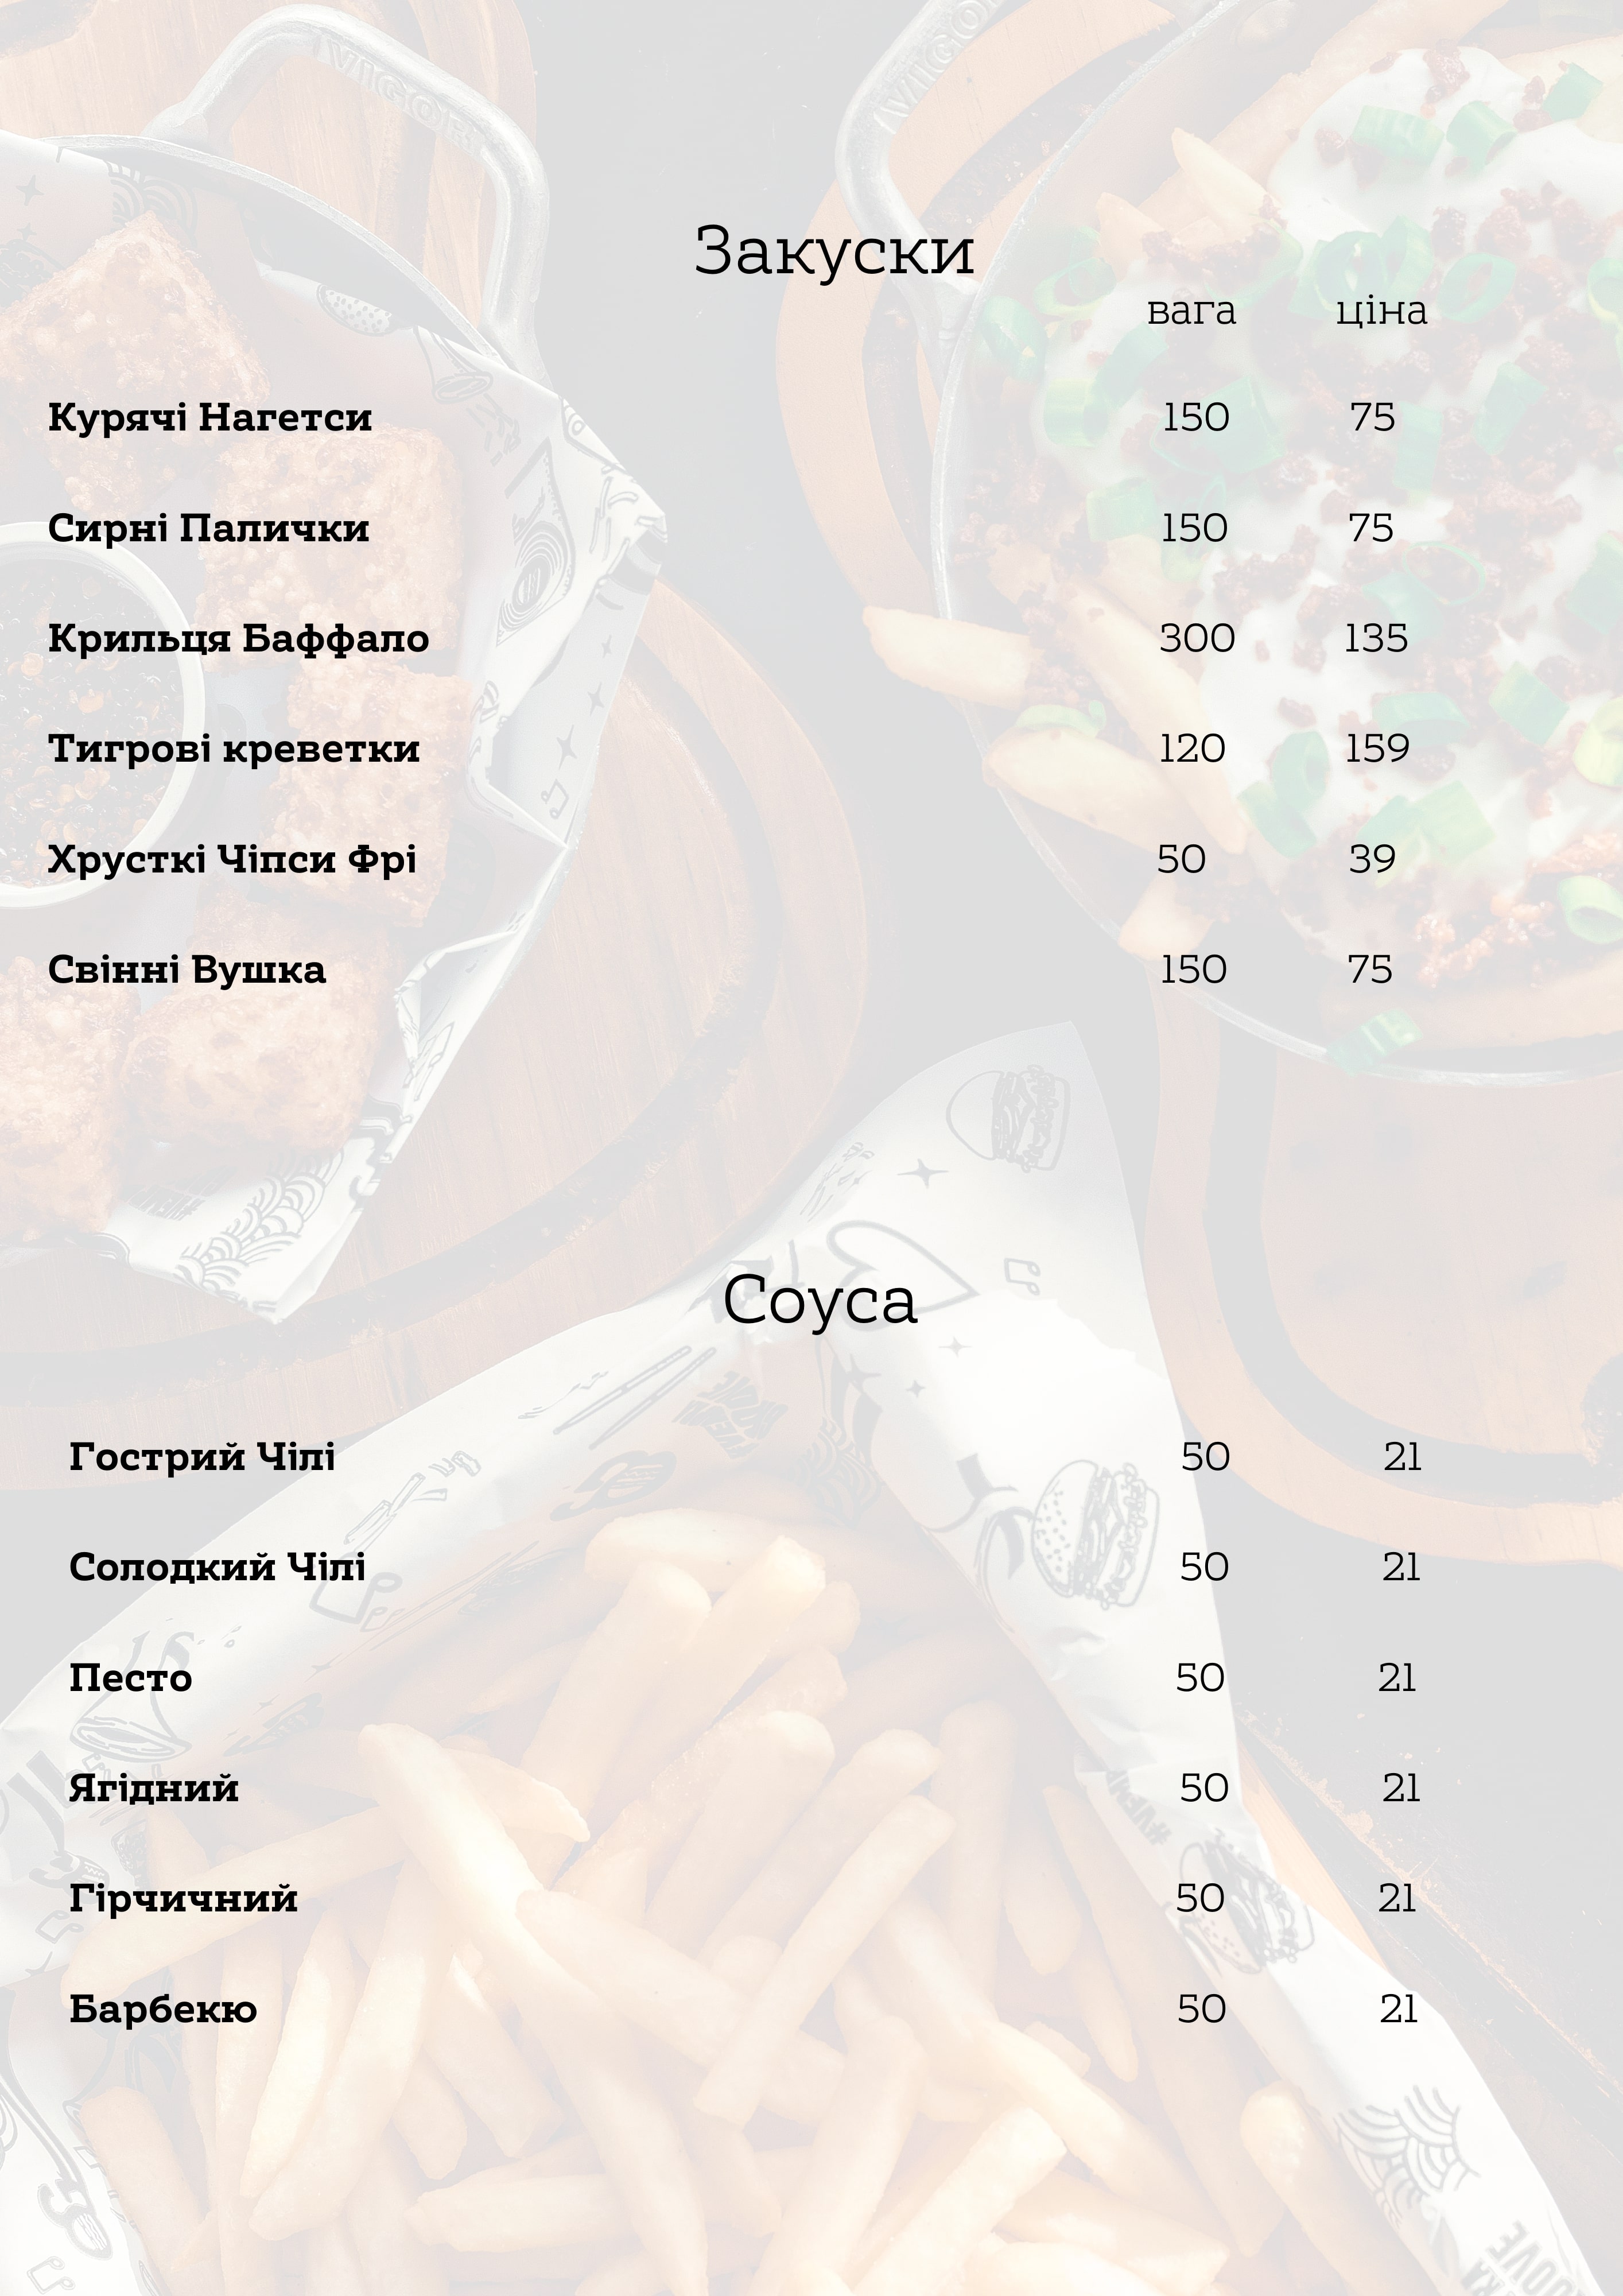 Закуски
вага ціна
Курячі Нагетси 150 75
Сирні Палички 150 75
Крильця Баффало 300 135
Тигрові креветки 120 159
Хрусткі Чіпси Фрі 50 39
Свінні Вушка 150 75
Соуса
Гострий Чілі 50 21
Солодкий Чілі 50 21
Песто 50 21
Ягідний 50 21
Гірчичний 50 21
Барбекю 50 21